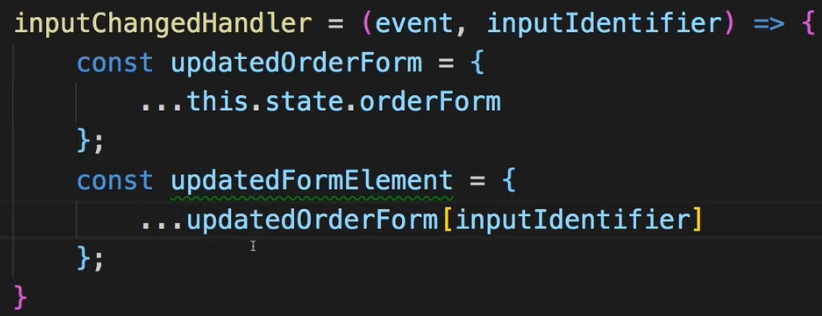 inputChangedHandler = (event, inputIdentifier) => {
    const updatedOrderForm = {
        ...this.state.orderForm
    };
    const updatedFormElement = {
        ...updatedOrderForm[inputIdentifier]
    };
}